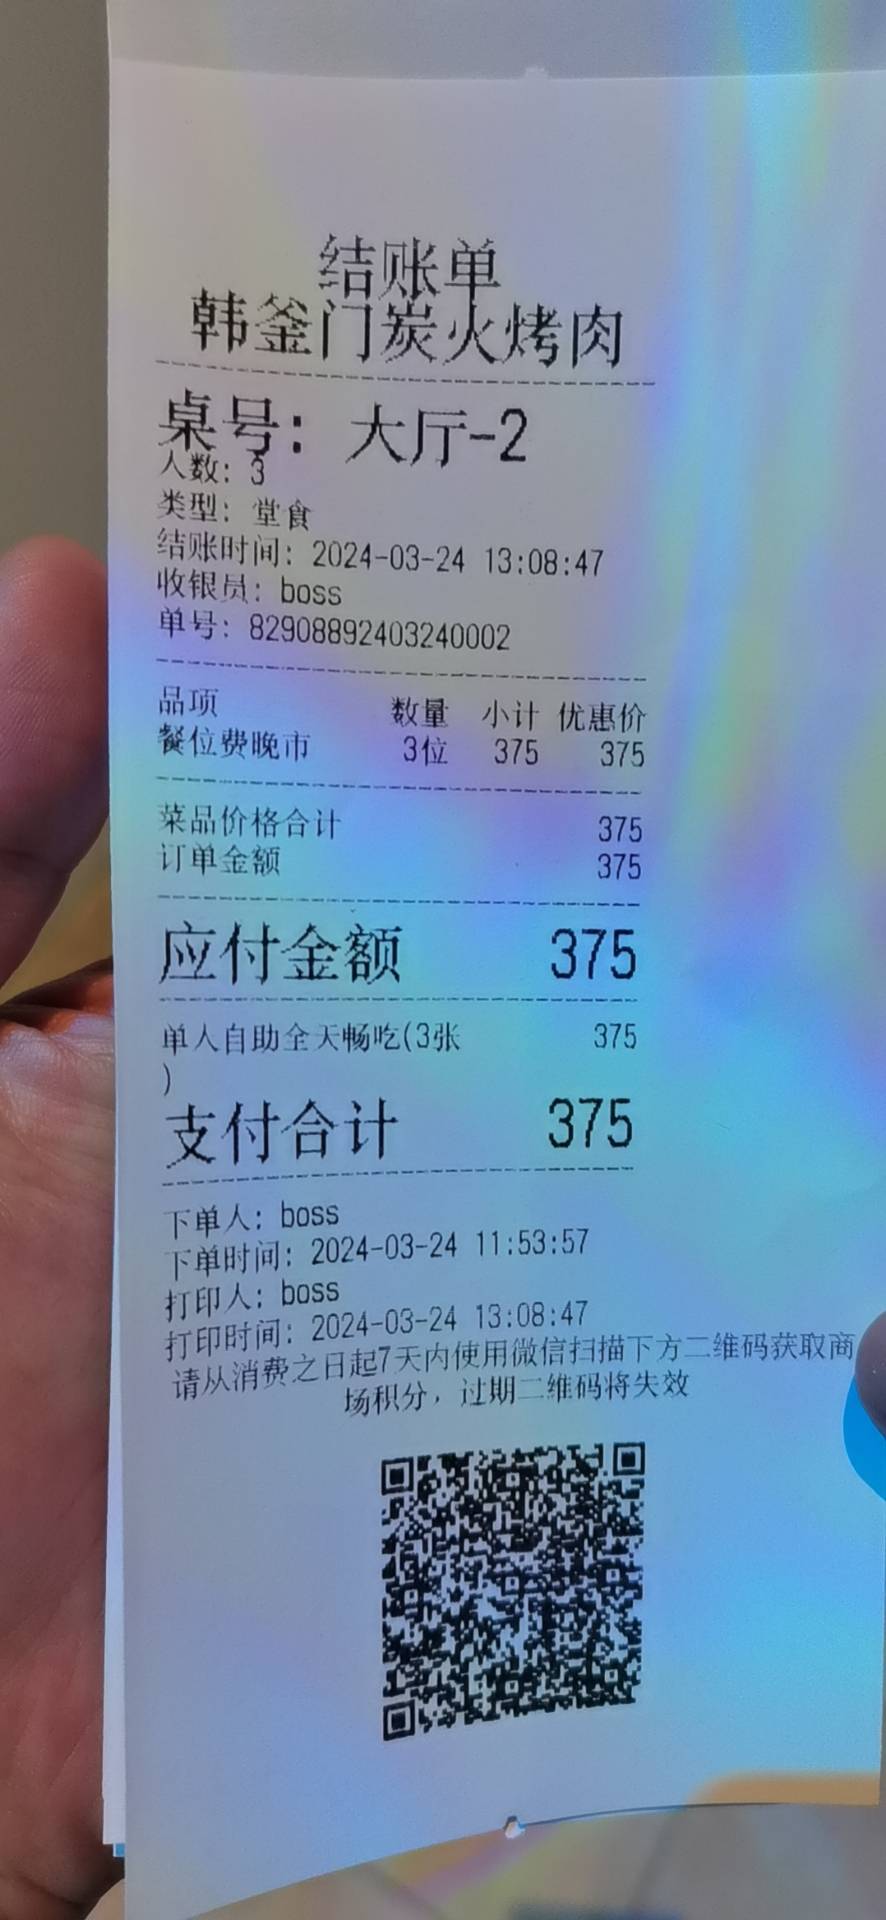 结账单
韩釜门炭火烤肉
桌号：大厅-2
人数：3
类型：堂食
结账时间：2024-03-24 13:08:47
收银员：boss
单号：82908892403240002
品项 数量 小计 优惠价
餐位费晚市 3位 375 375
菜品价格合计 375
订单金额 375
应付金额 375
单人自助全天畅吃(3张 375
)
支付合计 375
下单人：boss
下单时间：2024-03-24 11:53:57
打印人：boss
打印时间：2024-03-24 13:08:47
请从消费之日起7天内使用微信扫描下方二维码获取商
场积分，过期二维码将失效